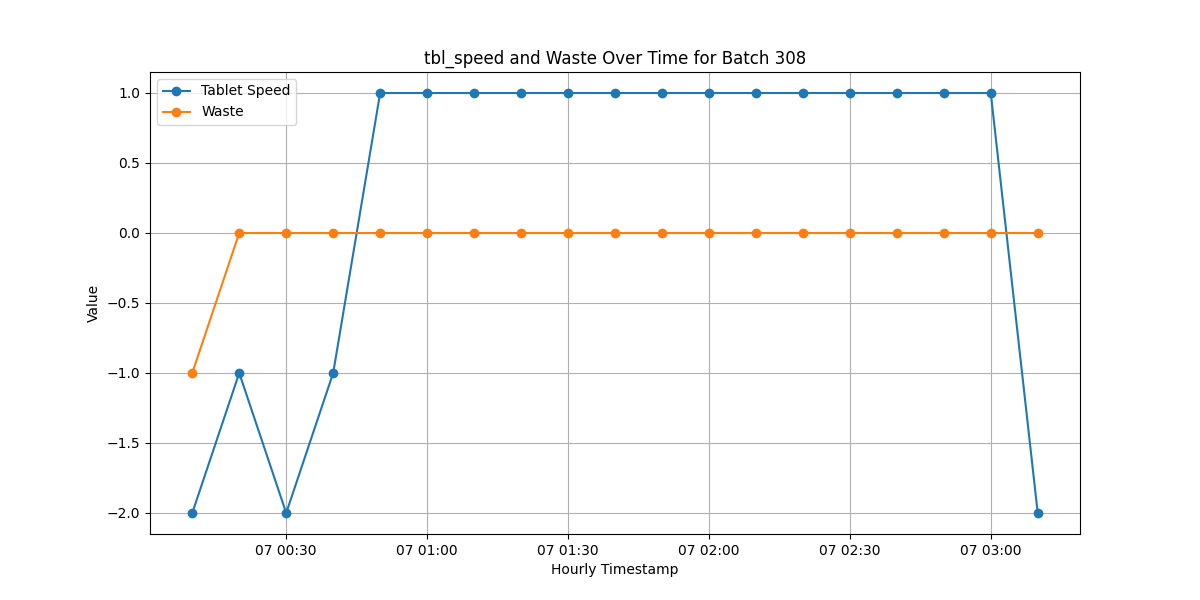 tbl_speed and Waste Over Time for Batch 308
Tablet Speed
Waste
1.0
0.5
0.0
−0.5
−1.0
−1.5
−2.0
Value
07 00:30 07 01:00 07 01:30 07 02:00 07 02:30 07 03:00
Hourly Timestamp